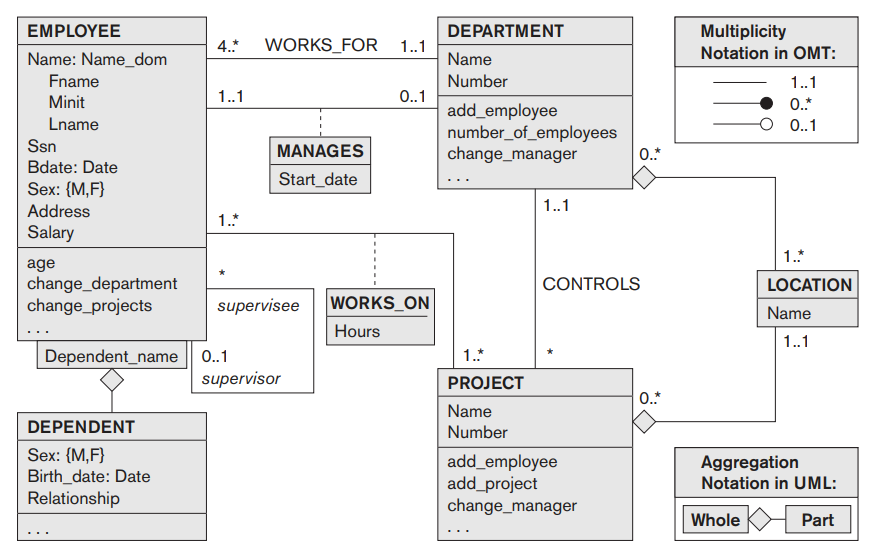 EMPLOYEE
Name: Name_dom
Fname
Minit
Lname
Ssn
Bdate: Date
Sex: {M,F}
Address
Salary
age
change_department
change_projects
. . .
Dependent_name
DEPENDENT
Sex: {M,F}
Birth_date: Date
Relationship
. . .
4..*
WORKS_FOR
1..1
1..1
0..1
MANAGES
Start_date
1..*
*
supervisee
0..1
supervisor
WORKS_ON
Hours
1..*
*
DEPARTMENT
Name
Number
add_employee
number_of_employees
change_manager
. . .
0..*
1..1
CONTROLS
1..*
LOCATION
Name
1..1
PROJECT
Name
Number
add_employee
add_project
change_manager
. . .
0..*
Multiplicity
Notation in OMT:
1..1
0..*
0..1
Aggregation
Notation in UML:
Whole
Part